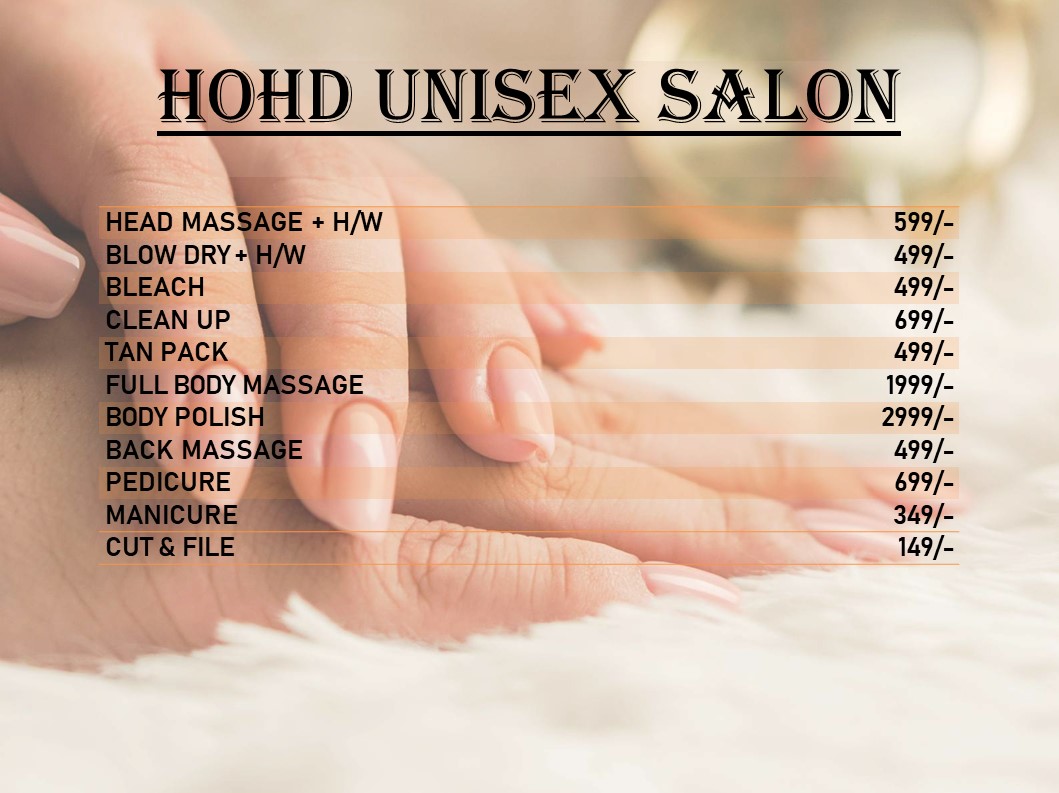 HOHD UNISEX SALON
HEAD MASSAGE + H/W 599/-
BLOW DRY + H/W 499/-
BLEACH 499/-
CLEAN UP 699/-
TAN PACK 499/-
FULL BODY MASSAGE 1999/-
BODY POLISH 2999/-
BACK MASSAGE 499/-
PEDICURE 699/-
MANICURE 349/-
CUT & FILE 149/-